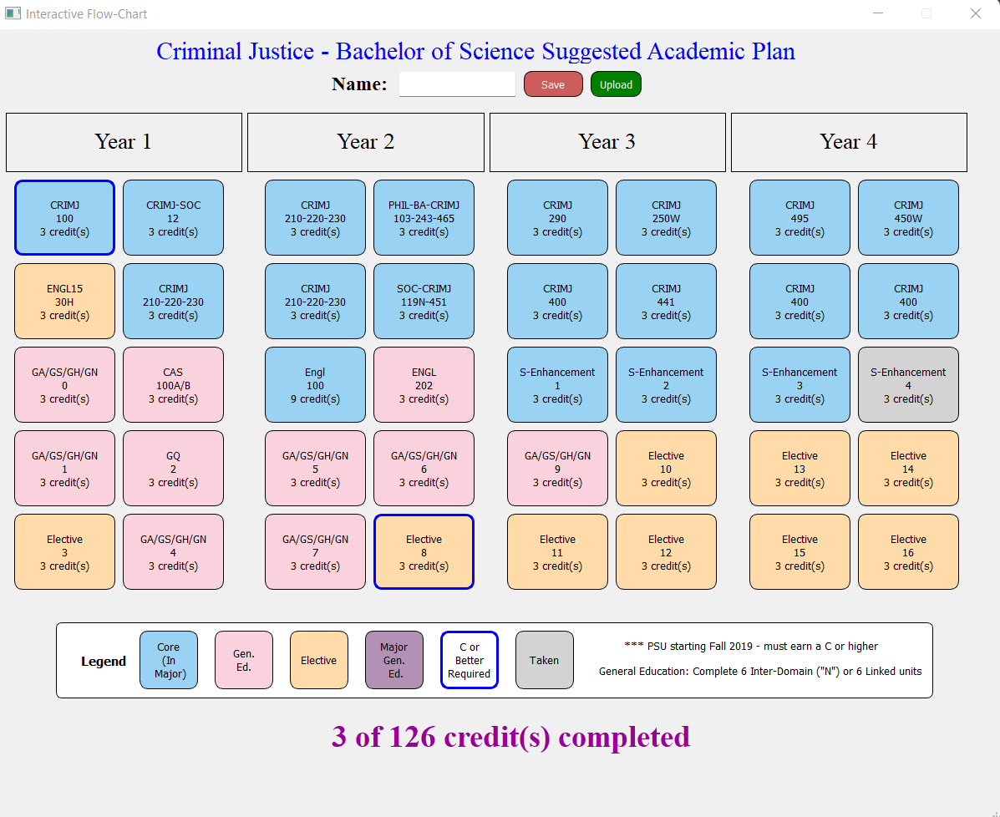 Interactive Flow-Chart
Criminal Justice - Bachelor of Science Suggested Academic Plan
Name:
Save
Upload
Year 1
Year 2
Year 3
Year 4
CRIMJ
100
3 credit(s)
CRIMJ-SOC
12
3 credit(s)
CRIMJ
210-220-230
3 credit(s)
PHIL-BA-CRIMJ
103-243-465
3 credit(s)
CRIMJ
290
3 credit(s)
CRIMJ
250W
3 credit(s)
CRIMJ
495
3 credit(s)
CRIMJ
450W
3 credit(s)
ENGL15
30H
3 credit(s)
CRIMJ
210-220-230
3 credit(s)
CRIMJ
210-220-230
3 credit(s)
SOC-CRIMJ
119N-451
3 credit(s)
CRIMJ
400
3 credit(s)
CRIMJ
441
3 credit(s)
CRIMJ
400
3 credit(s)
CRIMJ
400
3 credit(s)
GA/GS/GH/GN
0
3 credit(s)
CAS
100A/B
3 credit(s)
Engl
100
9 credit(s)
ENGL
202
3 credit(s)
S-Enhancement
1
3 credit(s)
S-Enhancement
2
3 credit(s)
S-Enhancement
3
3 credit(s)
S-Enhancement
4
3 credit(s)
GA/GS/GH/GN
1
3 credit(s)
GQ
2
3 credit(s)
GA/GS/GH/GN
5
3 credit(s)
GA/GS/GH/GN
6
3 credit(s)
GA/GS/GH/GN
9
3 credit(s)
Elective
10
3 credit(s)
Elective
13
3 credit(s)
Elective
14
3 credit(s)
Elective
3
3 credit(s)
GA/GS/GH/GN
4
3 credit(s)
GA/GS/GH/GN
7
3 credit(s)
Elective
8
3 credit(s)
Elective
11
3 credit(s)
Elective
12
3 credit(s)
Elective
15
3 credit(s)
Elective
16
3 credit(s)
Legend
Core
(In
Major)
Gen.
Ed.
Elective
Major
Gen.
Ed.
C or
Better
Required
Taken
*** PSU starting Fall 2019 - must earn a C or higher
General Education: Complete 6 Inter-Domain ("N") or 6 Linked units
3 of 126 credit(s) completed